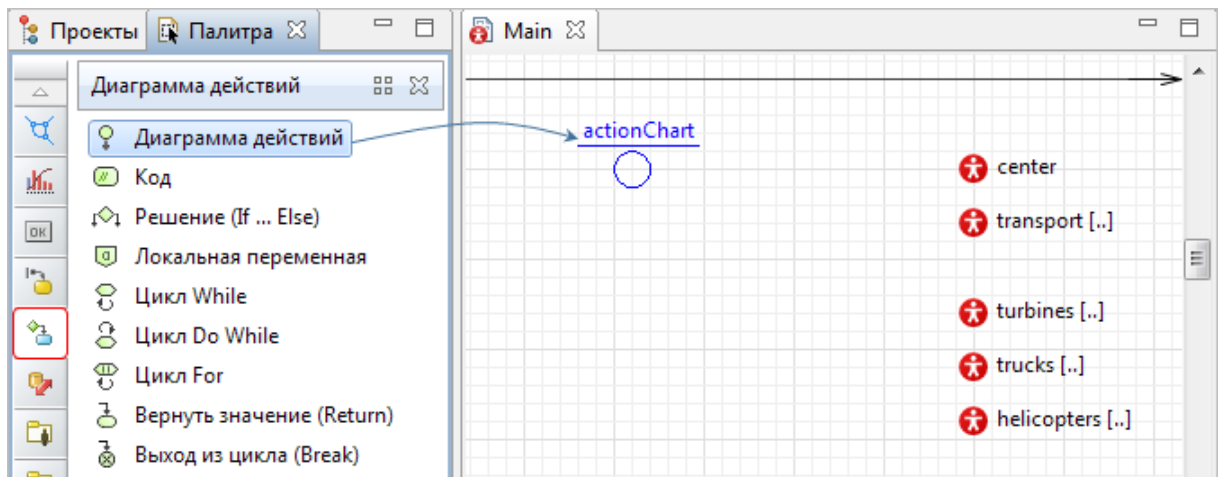 Проекты
Палитра
Main
Диаграмма действий
Диаграмма действий
Код
Решение (If ... Else)
Локальная переменная
Цикл While
Цикл Do While
Цикл For
Вернуть значение (Return)
Выход из цикла (Break)
OK
actionChart
center
transport [..]
turbines [..]
trucks [..]
helicopters [..]